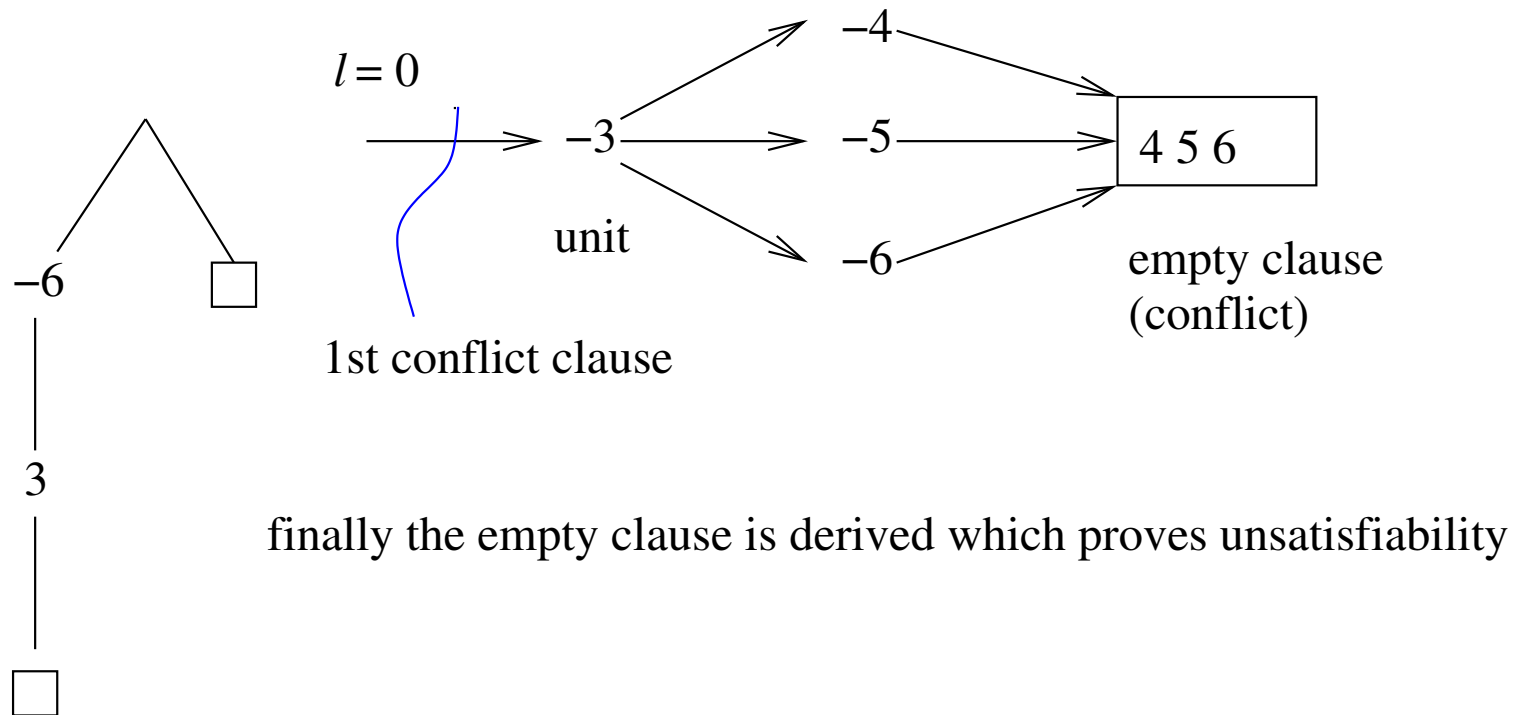 l = 0
−4
−3
−5
4 5 6
unit
−6
empty clause
(conflict)
−6
1st conflict clause
3
finally the empty clause is derived which proves unsatisfiability